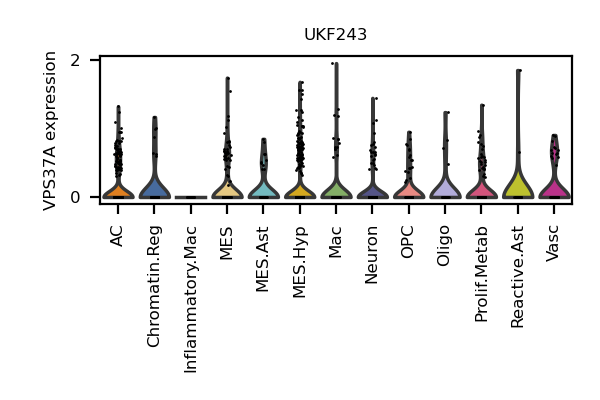 UKF243
VPS37A expression
2
0
AC
Chromatin.Reg
Inflammatory.Mac
MES
MES.Ast
MES.Hyp
Mac
Neuron
OPC
Oligo
Prolif.Metab
Reactive.Ast
Vasc